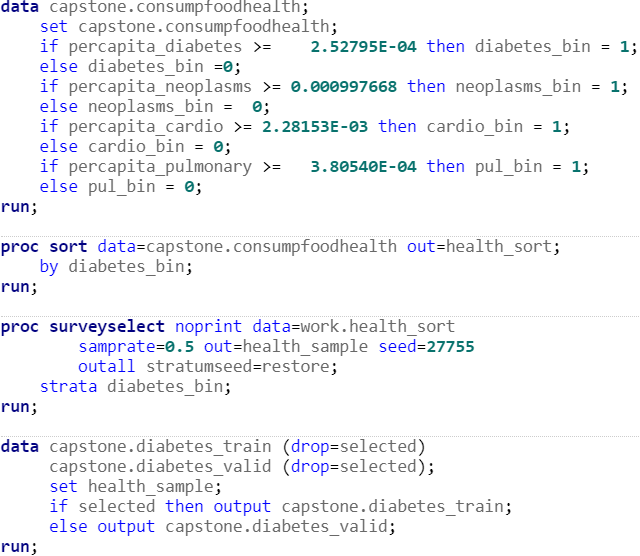 data capstone.consumpfoodhealth;
    set capstone.consumpfoodhealth;
    if percapita_diabetes >=    2.52795E-04 then diabetes_bin = 1;
    else diabetes_bin =0;
    if percapita_neoplasms >= 0.000997668 then neoplasms_bin = 1;
    else neoplasms_bin =  0;
    if percapita_cardio >= 2.28153E-03 then cardio_bin = 1;
    else cardio_bin = 0;
    if percapita_pulmonary >=   3.80540E-04 then pul_bin = 1;
    else pul_bin = 0;
run;

proc sort data=capstone.consumpfoodhealth out=health_sort;
    by diabetes_bin;
run;

proc surveyselect noprint data=work.health_sort
        samprate=0.5 out=health_sample seed=27755
        outall stratumseed=restore;
    strata diabetes_bin;
run;

data capstone.diabetes_train (drop=selected)
     capstone.diabetes_valid (drop=selected);
     set health_sample;
     if selected then output capstone.diabetes_train;
     else output capstone.diabetes_valid;
run;